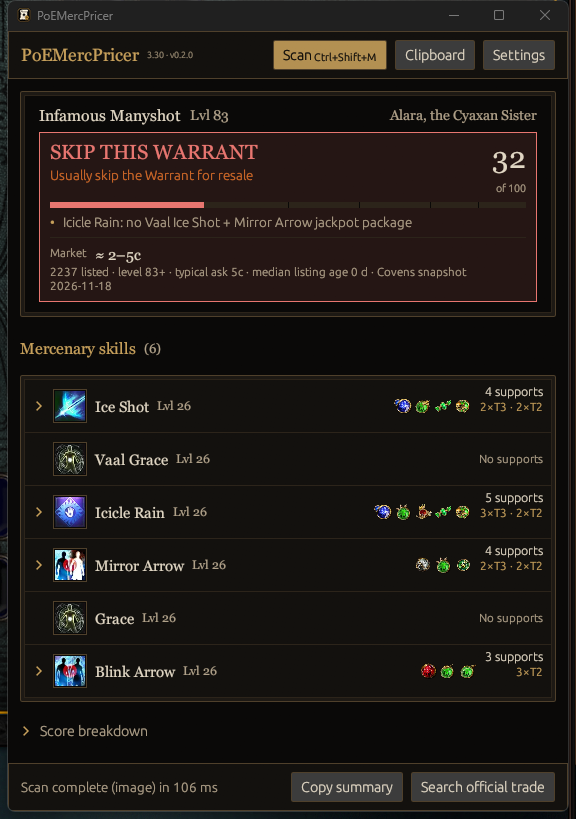 PoEMercPricer
PoEMercPricer 3.30 · v0.2.0 Scan Ctrl+Shift+M Clipboard Settings
Infamous Manyshot Lvl 83 Alara, the Cyaxan Sister
SKIP THIS WARRANT 32
Usually skip the Warrant for resale
of 100
• Icicle Rain: no Vaal Ice Shot + Mirror Arrow jackpot package
Market ≈ 2–5c
2237 listed · level 83+ · typical ask 5c · median listing age 0 d · Covens snapshot
2026-11-18
Mercenary skills (6)
4 supports
Ice Shot Lvl 26 2×T3 · 2×T2
Vaal Grace Lvl 26 No supports
5 supports
Icicle Rain Lvl 26 3×T3 · 2×T2
4 supports
Mirror Arrow Lvl 26 2×T3 · 2×T2
Grace Lvl 26 No supports
3 supports
Blink Arrow Lvl 26 3×T2
Score breakdown
Scan complete (image) in 106 ms Copy summary Search official trade